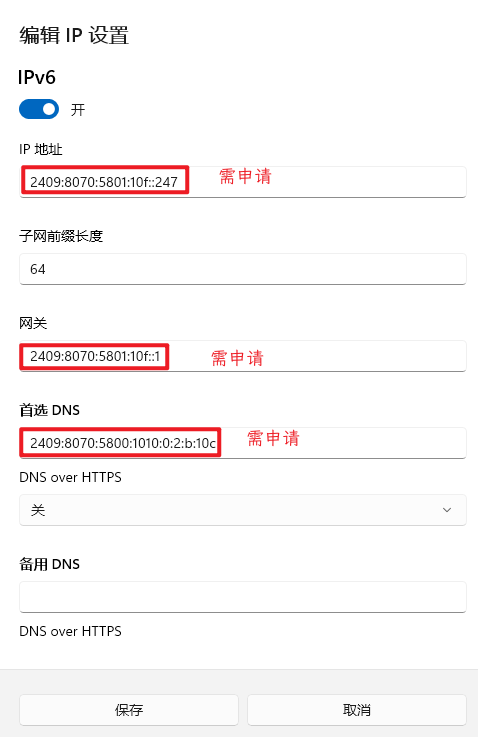 编辑 IP 设置
IPv6
开
IP 地址
2409:8070:5801:10f::247 需申请
子网前缀长度
64
网关
2409:8070:5801:10f::1 需申请
首选 DNS
2409:8070:5800:1010:0:2:b:10c 需申请
DNS over HTTPS
关
备用 DNS
DNS over HTTPS
保存 取消